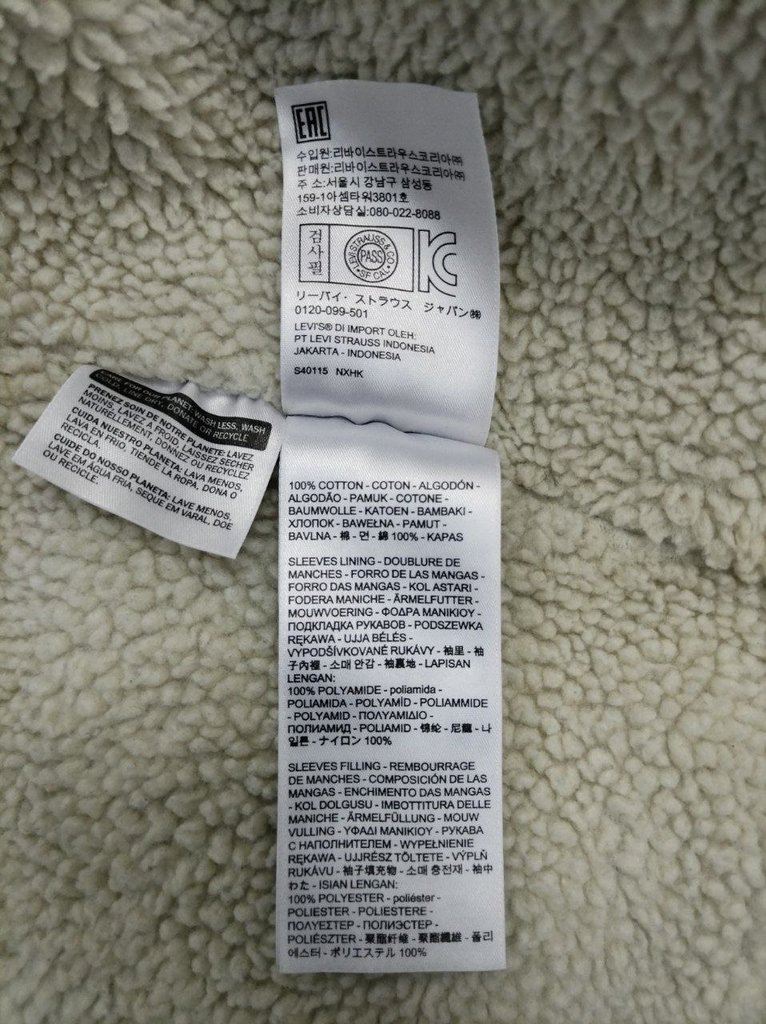 EAC
수입원:리바이스트라우스코리아㈜
판매원:리바이스트라우스코리아㈜
주 소:서울시 강남구 삼성동
159-1아셈타워3801호
소비자상담실:080-022-8088
검사필
LEVI STRAUSS & CO
PASS
SF CAL
KC
リーバイ・ストラウス ジャパン㈱
0120-099-501
LEVI'S® DI IMPORT OLEH:
PT LEVI STRAUSS INDONESIA
JAKARTA - INDONESIA
S40115 NXHK
CARE FOR OUR PLANET: WASH LESS, WASH
COLD, LINE DRY, DONATE OR RECYCLE
PRENEZ SOIN DE NOTRE PLANETE: LAVEZ
MOINS, LAVEZ A FROID, LAISSEZ SECHER
NATURELLEMENT, DONNEZ OU RECYCLEZ
CUIDA NUESTRO PLANETA: LAVA MENOS,
LAVA EN FRIO, TIENDE LA ROPA, DONA O
RECICLA.
CUIDE DO NOSSO PLANETA: LAVE MENOS,
LAVE EM ÁGUA FRIA, SEQUE EM VARAL, DOE
OU RECICLE.
100% COTTON - COTON - ALGODÓN -
ALGODÃO - PAMUK - COTONE -
BAUMWOLLE - KATOEN - ΒΑΜΒΑΚΙ -
ХЛОПОК - BAWEŁNA - PAMUT -
BAVLNA - 棉 - 면 - 綿 100% - KAPAS
SLEEVES LINING - DOUBLURE DE
MANCHES - FORRO DE LAS MANGAS -
FORRO DAS MANGAS - KOL ASTARI -
FODERA MANICHE - ÄRMELFUTTER -
MOUWVOERING - ΦΟΔΡΑ ΜΑΝΙΚΙΟΥ -
ПОДКЛАДКА РУКАВОВ - PODSZEWKA
RĘKAWA - UJJA BÉLÉS -
VYPODŠÍVKOVANÉ RUKÁVY - 袖里 - 袖
子內裡 - 소매 안감 - 袖裏地 - LAPISAN
LENGAN:
100% POLYAMIDE - poliamida -
POLIAMIDA - POLYAMİD - POLIAMMIDE
- POLYAMID - ΠΟΛΥΑΜΙΔΙΟ -
ПОЛИАМИД - POLIAMID - 锦纶 - 尼龍 - 나
일론 - ナイロン 100%
SLEEVES FILLING - REMBOURRAGE
DE MANCHES - COMPOSICIÓN DE LAS
MANGAS - ENCHIMENTO DAS MANGAS
- KOL DOLGUSU - IMBOTTITURA DELLE
MANICHE - ÄRMELFÜLLUNG - MOUW
VULLING - ΥΦΑΔΙ ΜΑΝΙΚΙΟΥ - РУКАВА
С НАПОЛНИТЕЛЕМ - WYPEŁNIENIE
RĘKAWA - UJJRÉSZ TÖLTETE - VÝPLŇ
RUKÁVU - 袖子填充物 - 소매 충전재 - 袖中
わた - ISIAN LENGAN:
100% POLYESTER - poliéster -
POLIESTER - POLIESTERE -
ΠΟΛΥΕΣΤΕΡ - ПОЛИЭСТЕР -
POLIÉSZTER - 聚酯纤维 - 聚酯纖維 - 폴리
에스터 - ポリエステル 100%